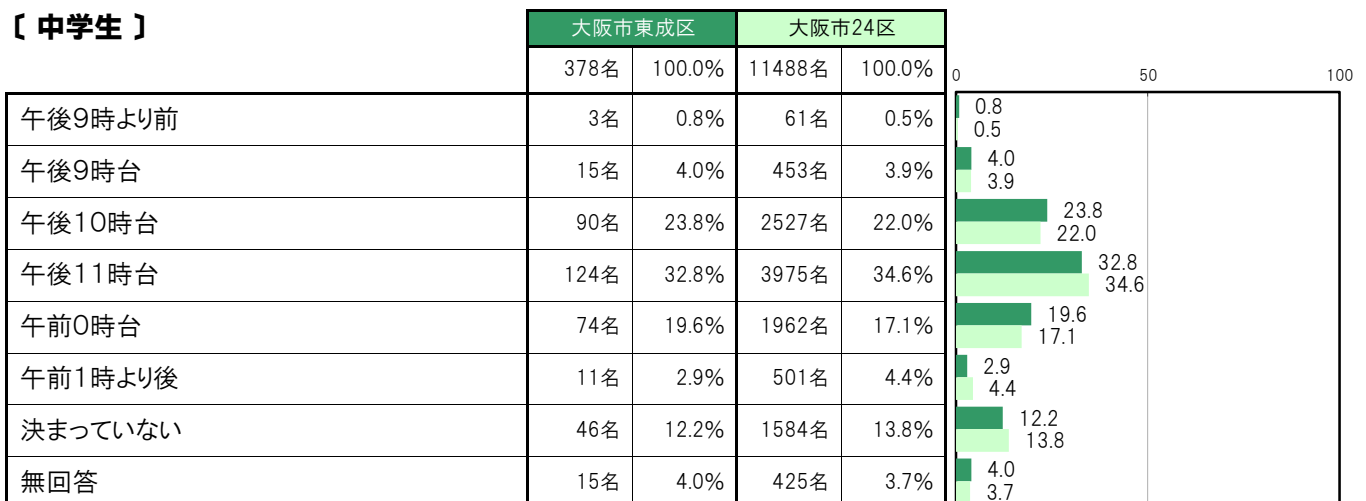 〔 中学生 〕
大阪市東成区 大阪市24区
378名 100.0% 11488名 100.0%
0 50 100
午後9時より前 3名 0.8% 61名 0.5% 0.8
0.5
午後9時台 15名 4.0% 453名 3.9% 4.0
3.9
午後10時台 90名 23.8% 2527名 22.0% 23.8
22.0
午後11時台 124名 32.8% 3975名 34.6% 32.8
34.6
午前0時台 74名 19.6% 1962名 17.1% 19.6
17.1
午前1時より後 11名 2.9% 501名 4.4% 2.9
4.4
決まっていない 46名 12.2% 1584名 13.8% 12.2
13.8
無回答 15名 4.0% 425名 3.7% 4.0
3.7